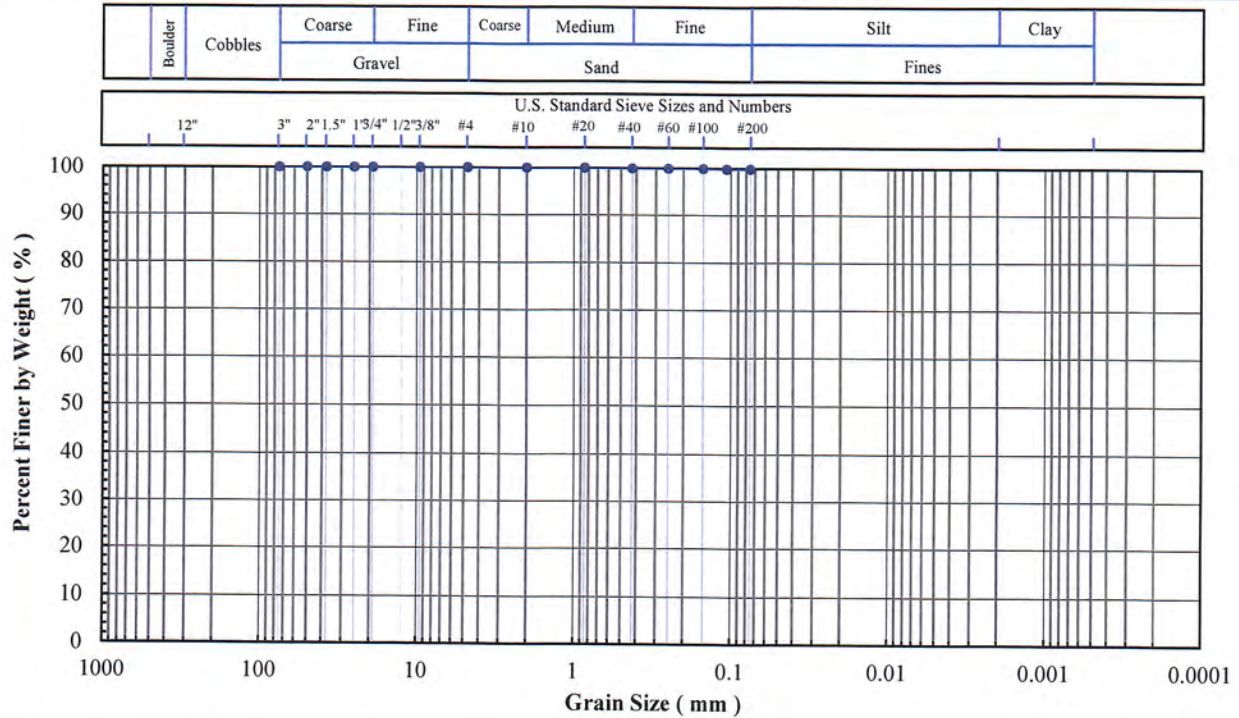 Boulder Cobbles Coarse Fine Coarse Medium Fine Silt Clay
Gravel Sand Fines
U.S. Standard Sieve Sizes and Numbers
12" 3" 2" 1.5" 1" 3/4" 1/2" 3/8" #4 #10 #20 #40 #60 #100 #200
Percent Finer by Weight ( % )
100
90
80
70
60
50
40
30
20
10
0
1000 100 10 1 0.1 0.01 0.001 0.0001
Grain Size ( mm )